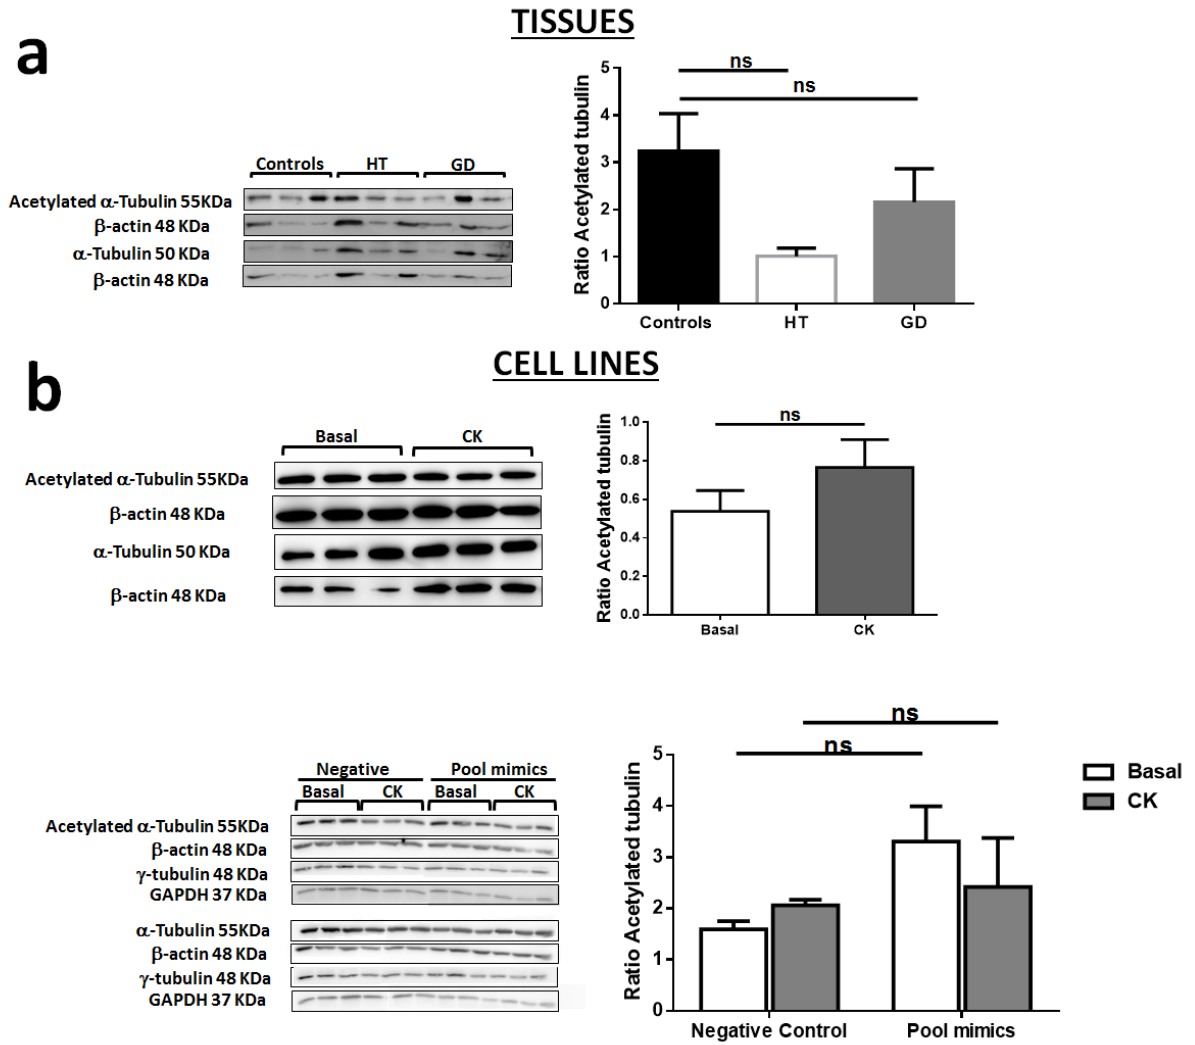 TISSUES
a
Controls HT GD
Acetylated α-Tubulin 55KDa
β-actin 48 KDa
α-Tubulin 50 KDa
β-actin 48 KDa
Ratio Acetylated tubulin
5
4
3
2
1
0
ns
ns
Controls HT GD
CELL LINES
b
Basal CK
Acetylated α-Tubulin 55KDa
β-actin 48 KDa
α-Tubulin 50 KDa
β-actin 48 KDa
Ratio Acetylated tubulin
1.0
0.8
0.6
0.4
0.2
0.0
ns
Basal CK
Negative Pool mimics
Basal CK Basal CK
Acetylated α-Tubulin 55KDa
β-actin 48 KDa
γ-tubulin 48 KDa
GAPDH 37 KDa
α-Tubulin 55KDa
β-actin 48 KDa
γ-tubulin 48 KDa
GAPDH 37 KDa
Ratio Acetylated tubulin
5
4
3
2
1
0
ns
ns
Negative Control Pool mimics
Basal
CK